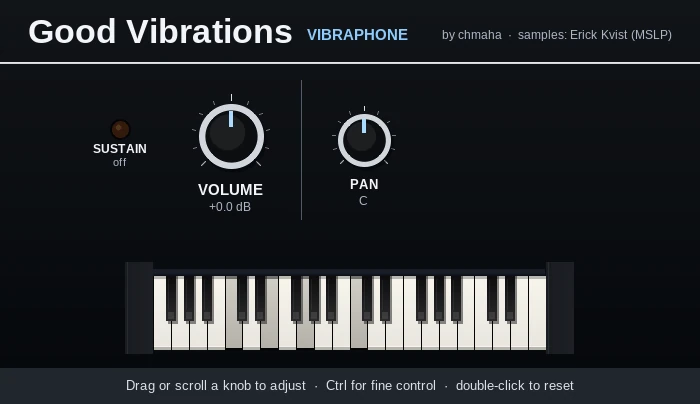 Good Vibrations VIBRAPHONE by chmaha · samples: Erick Kvist (MSLP)
SUSTAIN
off
VOLUME
+0.0 dB
PAN
C
Drag or scroll a knob to adjust · Ctrl for fine control · double-click to reset